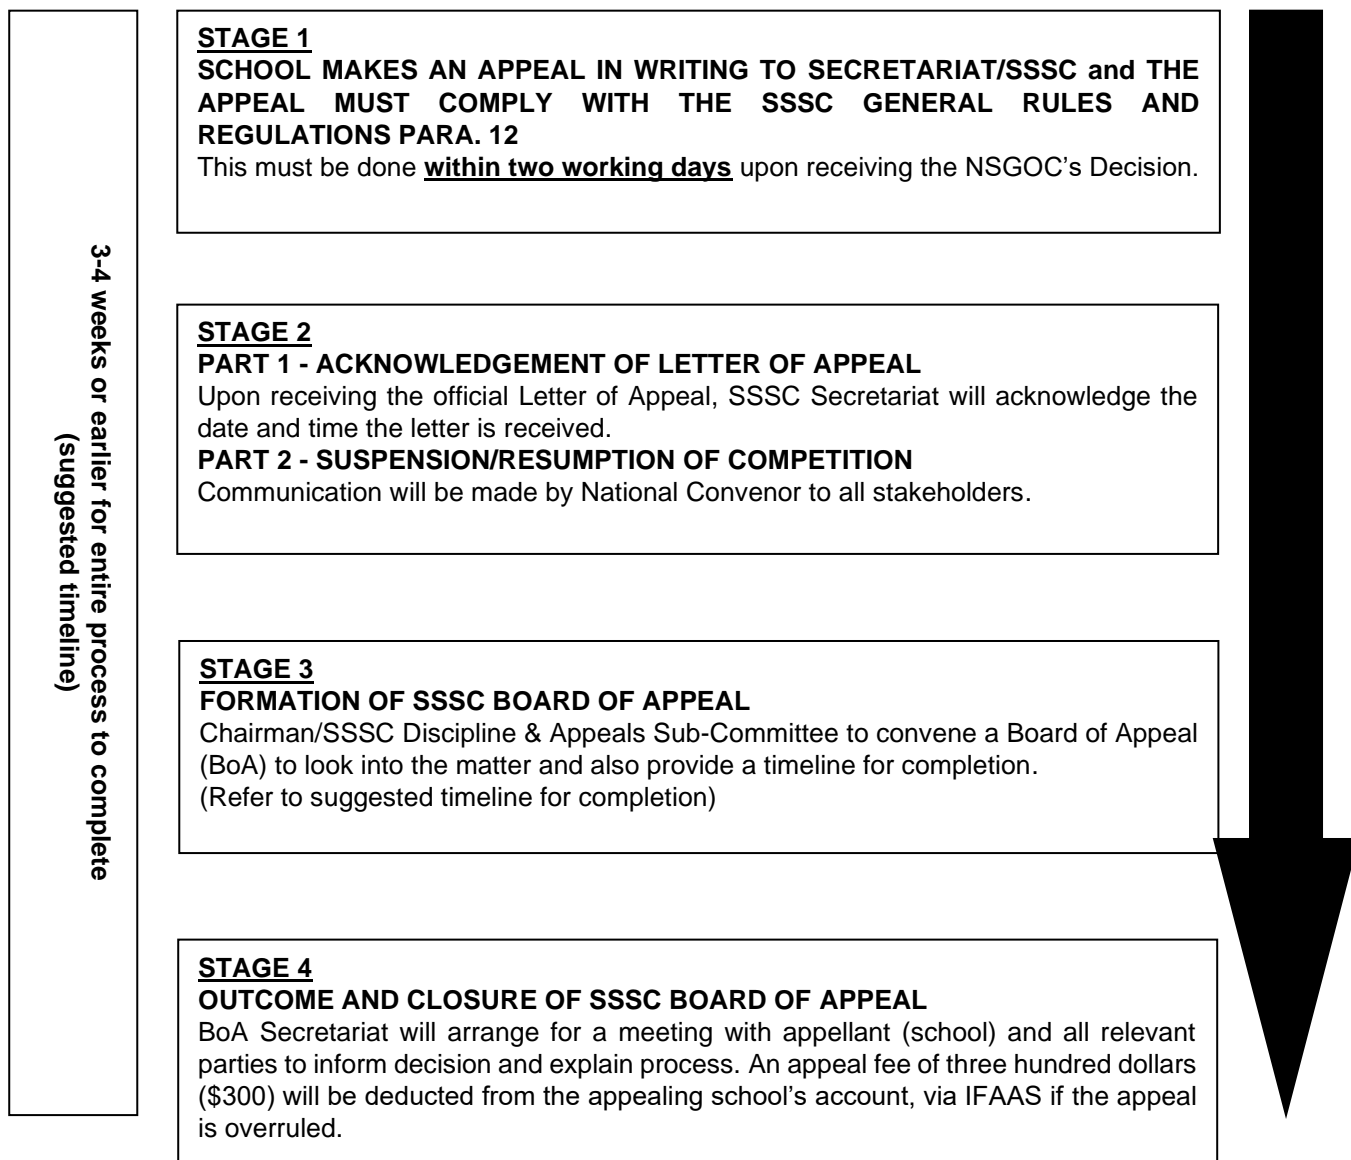 3-4 weeks or earlier for entire process to complete
(suggested timeline)
STAGE 1
SCHOOL MAKES AN APPEAL IN WRITING TO SECRETARIAT/SSSC and THE
APPEAL MUST COMPLY WITH THE SSSC GENERAL RULES AND
REGULATIONS PARA. 12
This must be done within two working days upon receiving the NSGOC’s Decision.
STAGE 2
PART 1 - ACKNOWLEDGEMENT OF LETTER OF APPEAL
Upon receiving the official Letter of Appeal, SSSC Secretariat will acknowledge the
date and time the letter is received.
PART 2 - SUSPENSION/RESUMPTION OF COMPETITION
Communication will be made by National Convenor to all stakeholders.
STAGE 3
FORMATION OF SSSC BOARD OF APPEAL
Chairman/SSSC Discipline & Appeals Sub-Committee to convene a Board of Appeal
(BoA) to look into the matter and also provide a timeline for completion.
(Refer to suggested timeline for completion)
STAGE 4
OUTCOME AND CLOSURE OF SSSC BOARD OF APPEAL
BoA Secretariat will arrange for a meeting with appellant (school) and all relevant
parties to inform decision and explain process. An appeal fee of three hundred dollars
($300) will be deducted from the appealing school’s account, via IFAAS if the appeal
is overruled.